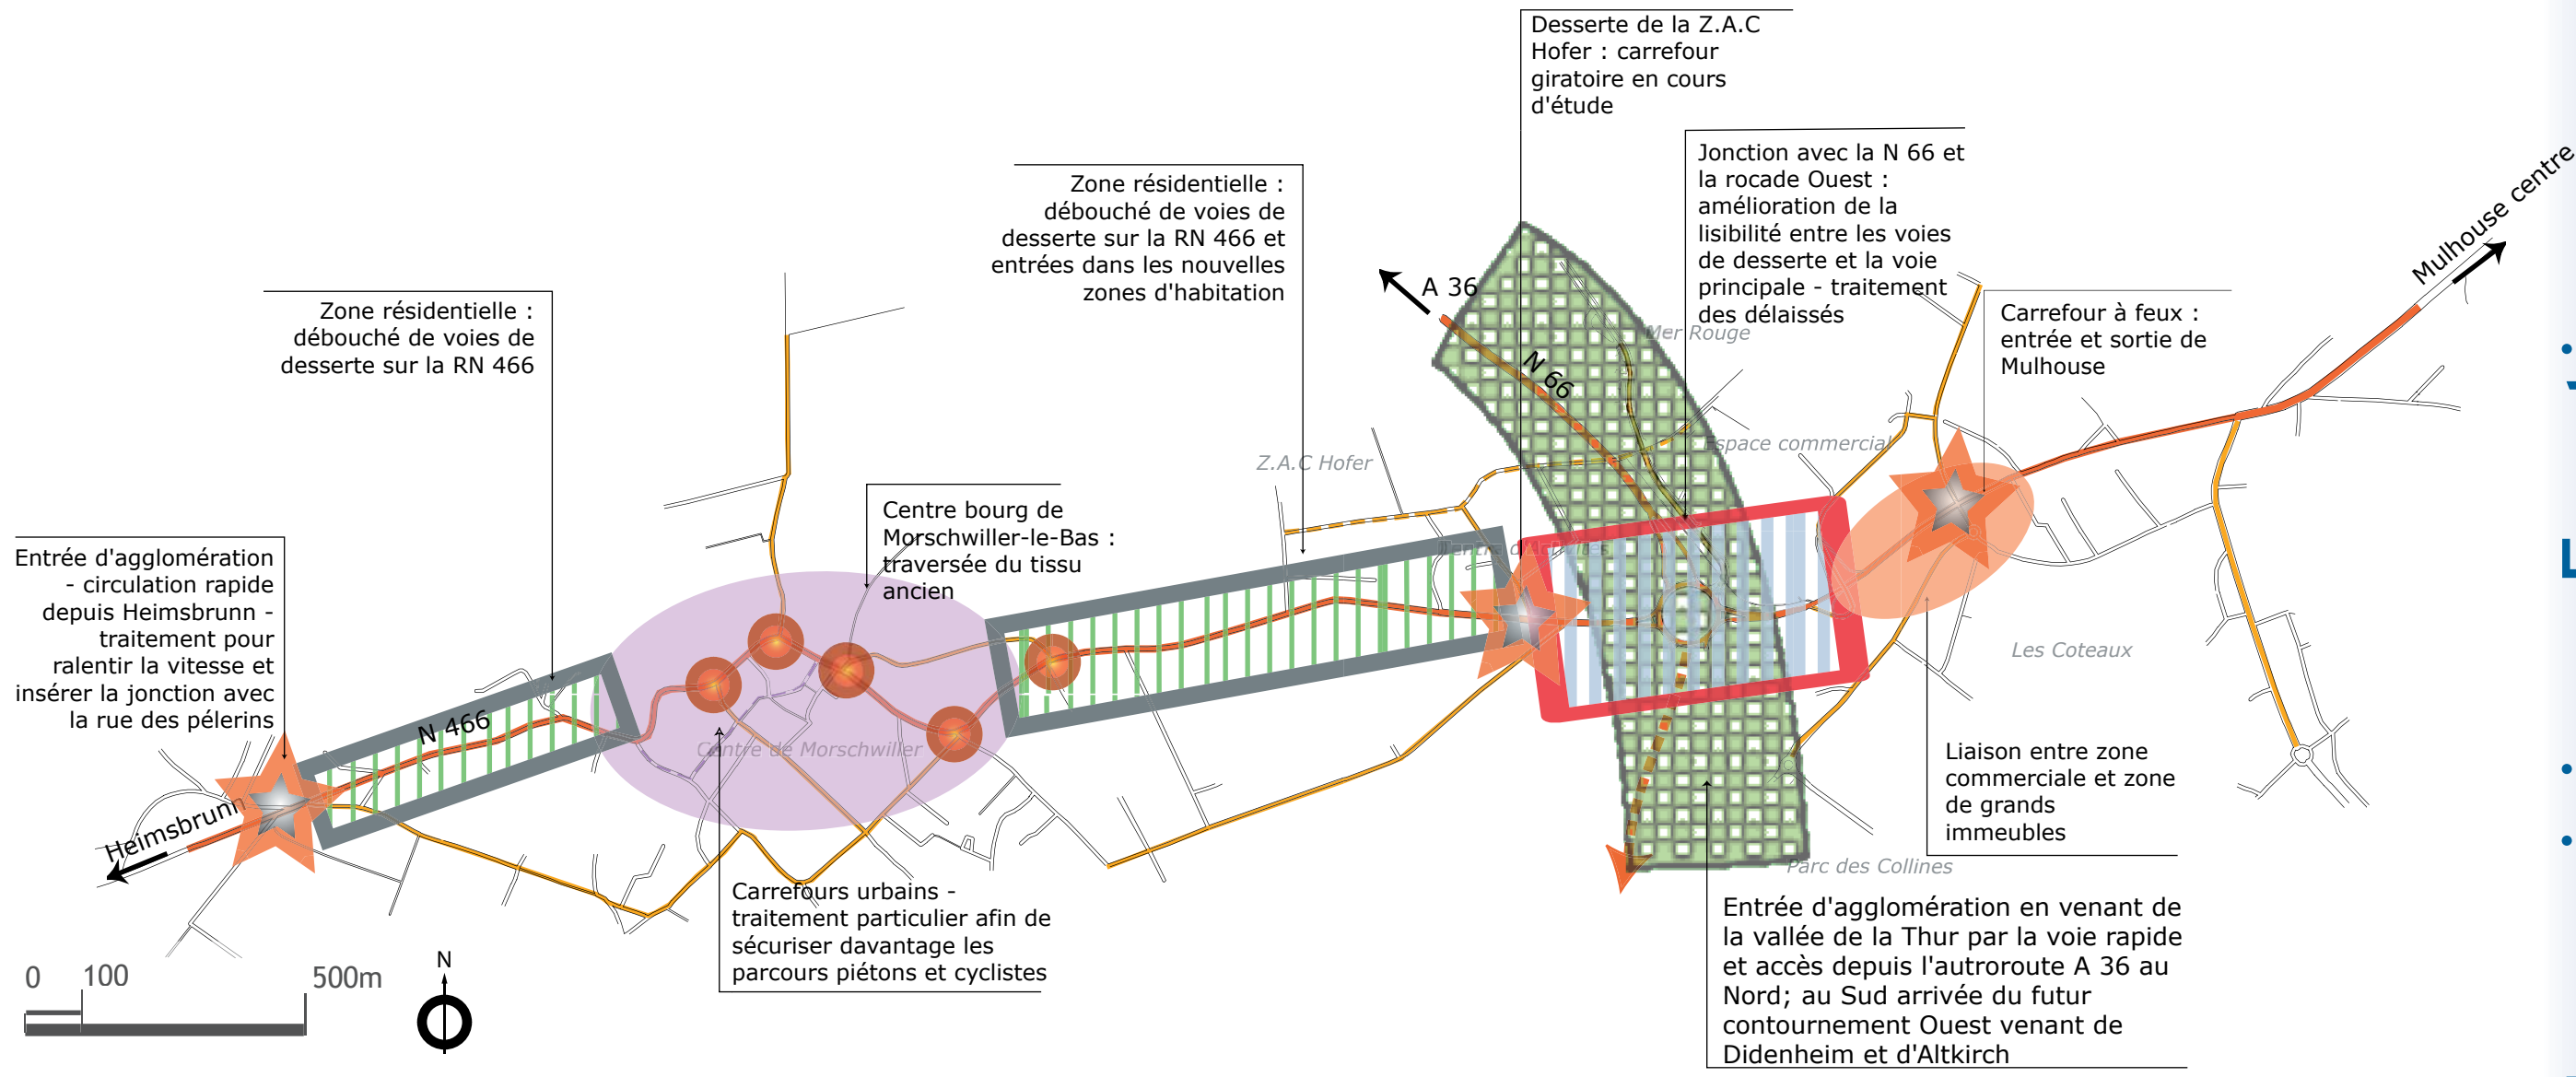 Desserte de la Z.A.C
Hofer : carrefour
giratoire en cours
d'étude
Jonction avec la N 66 et
la rocade Ouest :
amélioration de la
lisibilité entre les voies
de desserte et la voie
principale - traitement
des délaissés
Mulhouse centre
Zone résidentielle :
débouché de voies de
desserte sur la RN 466 et
entrées dans les nouvelles
zones d'habitation
A 36
N 66
Mer Rouge
Carrefour à feux :
entrée et sortie de
Mulhouse
Zone résidentielle :
débouché de voies de
desserte sur la RN 466
Espace commercial
Z.A.C Hofer
Centre bourg de
Morschwiller-le-Bas :
traversée du tissu
ancien
Centre d'Activités
Entrée d'agglomération
- circulation rapide
depuis Heimsbrunn -
traitement pour
ralentir la vitesse et
insérer la jonction avec
la rue des pélerins
N 466
Les Coteaux
Centre de Morschwiller
Heimsbrunn
Liaison entre zone
commerciale et zone
de grands
immeubles
Parc des Collines
Carrefours urbains -
traitement particulier afin de
sécuriser davantage les
parcours piétons et cyclistes
Entrée d'agglomération en venant de
la vallée de la Thur par la voie rapide
et accès depuis l'autroroute A 36 au
Nord; au Sud arrivée du futur
contournement Ouest venant de
Didenheim et d'Altkirch
0 100 500m
N